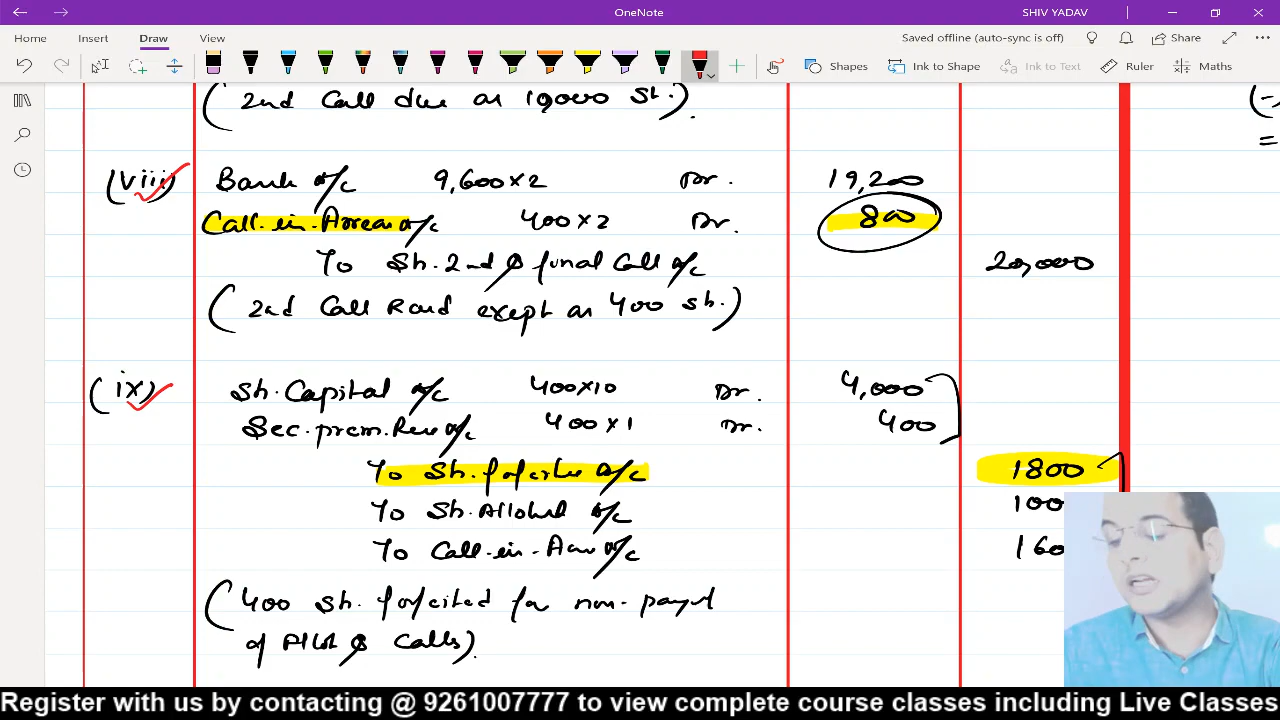 OneNote
SHIV YADAV
Home Insert Draw View
Saved offline (auto-sync is off)
Share
Shapes
Ink to Shape
Ink to Text
Ruler
Maths
(2nd Call due on 10,000 Sh.)
(viii) Bank A/c 9,600×2 Dr. 19,200
Call-in-Arrear A/c 400×2 Dr. 800
To Sh. 2nd & final Call A/c 20,000
(2nd Call Recd except on 400 sh.)
(ix) Sh. Capital A/c 400×10 Dr. 4,000
Sec. prem. Res A/c 400×1 Dr. 400
To Sh. forfeiture A/c 1800
To Sh. Allotment A/c 100
To Call-in-Arr A/c 160
(400 Sh. forfeited for non-payment
of Allot & Calls).
(-)
=
Register with us by contacting @ 9261007777 to view complete course classes including Live Classes